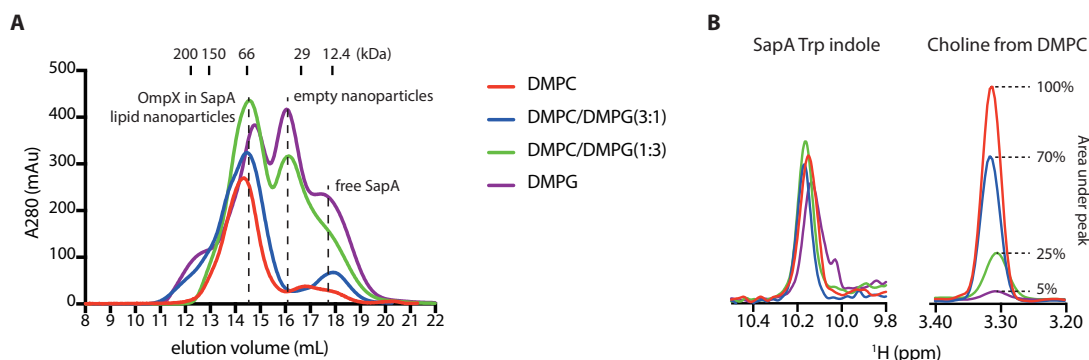 A
200 150 66 29 12.4 (kDa)
500
400
300
200
100
0
A280 (mAu)
OmpX in SapA
lipid nanoparticles
empty nanoparticles
free SapA
8 9 10 11 12 13 14 15 16 17 18 19 20 21 22
elution volume (mL)
DMPC
DMPC/DMPG(3:1)
DMPC/DMPG(1:3)
DMPG
B
SapA Trp indole
Choline from DMPC
100%
70%
25%
5%
Area under peak
10.4 10.2 10.0 9.8
3.40 3.30 3.20
¹H (ppm)